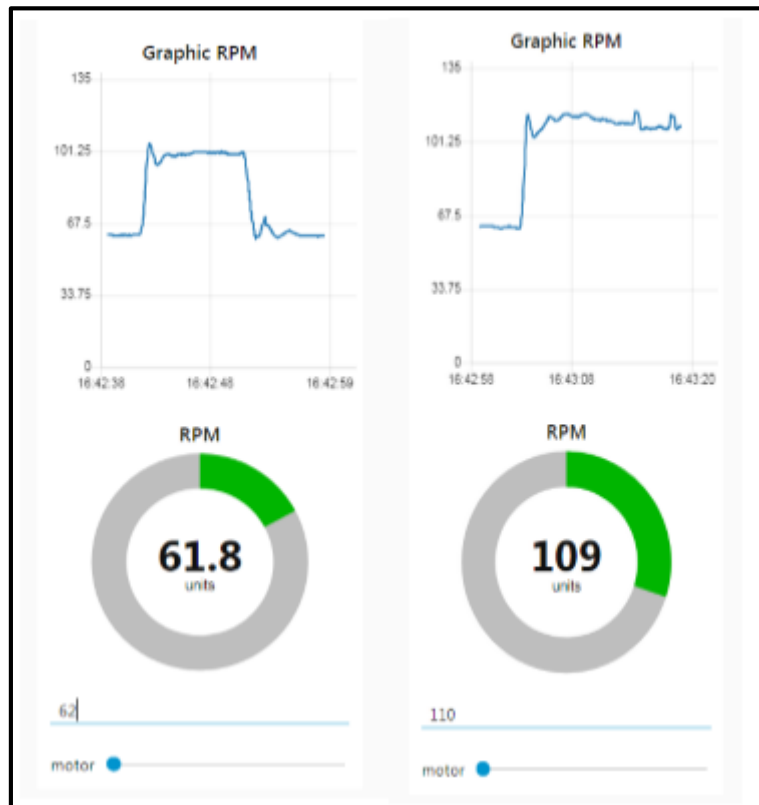 Graphic RPM
135
101.25
67.5
33.75
0
16:42:38 16:42:48 16:42:59
RPM
61.8
units
62
motor
Graphic RPM
135
101.25
67.5
33.75
0
16:42:58 16:43:08 16:43:20
RPM
109
units
110
motor